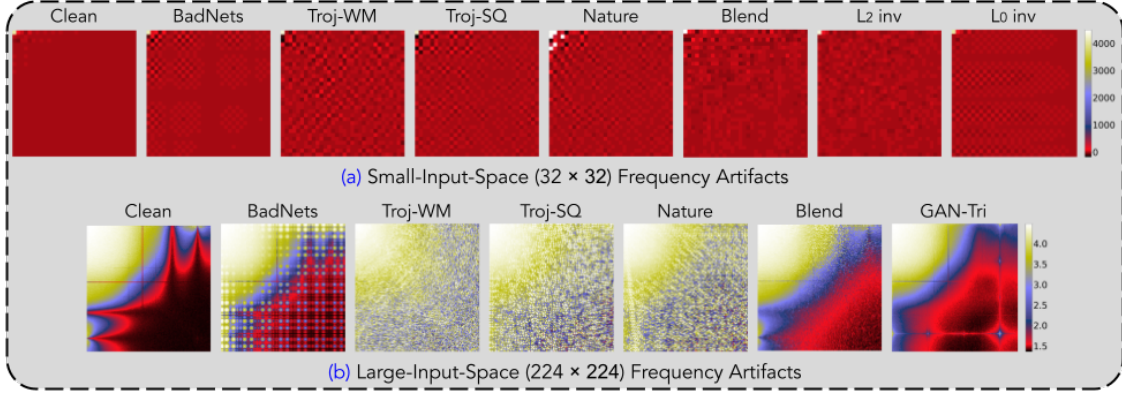 Clean BadNets Troj-WM Troj-SQ Nature Blend L2 inv L0 inv
4000
3000
2000
1000
0
(a) Small-Input-Space (32 × 32) Frequency Artifacts
Clean BadNets Troj-WM Troj-SQ Nature Blend GAN-Tri
4.0
3.5
3.0
2.5
2.0
1.5
(b) Large-Input-Space (224 × 224) Frequency Artifacts